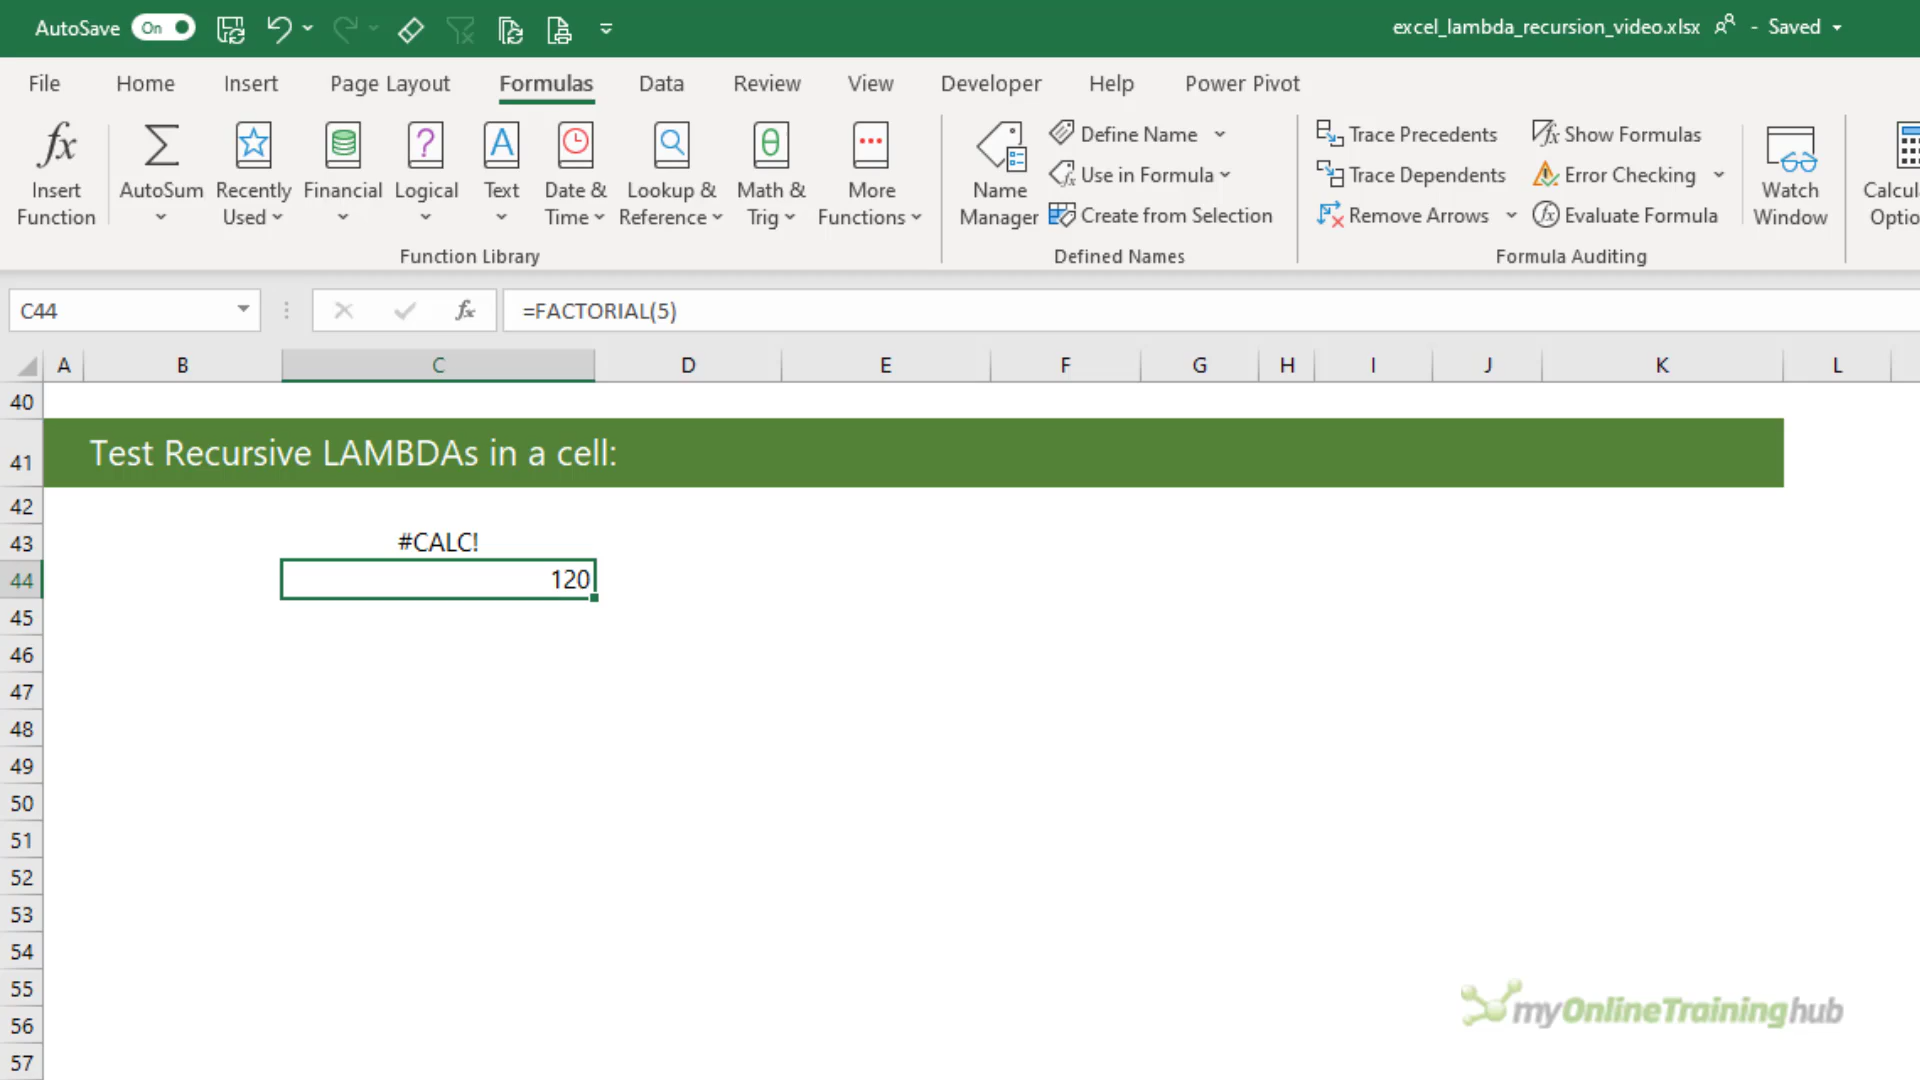 AutoSave On
excel_lambda_recursion_video.xlsx - Saved
File Home Insert Page Layout Formulas Data Review View Developer Help Power Pivot
fx Insert Function
Σ AutoSum
Recently Used
Financial
Logical
A Text
Date & Time
Lookup & Reference
θ Math & Trig
More Functions
Function Library
Name Manager
Define Name
Use in Formula
Create from Selection
Defined Names
Trace Precedents
Trace Dependents
Remove Arrows
Show Formulas
Error Checking
Evaluate Formula
Formula Auditing
Watch Window
C44 fx =FACTORIAL(5)
A B C D E F G H I J K L
40
41 Test Recursive LAMBDAs in a cell:
42
43 #CALC!
44 120
45
46
47
48
49
50
51
52
53
54
55
56
57
myOnlineTraininghub